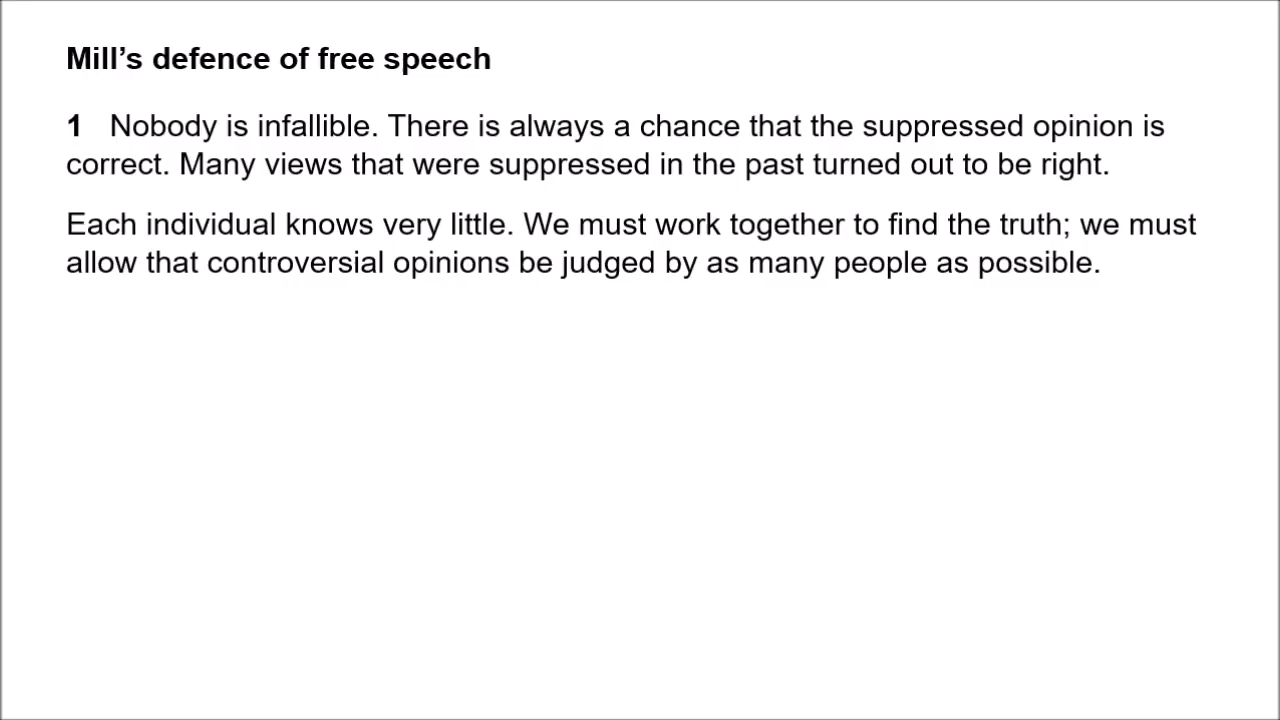 Mill’s defence of free speech
1 Nobody is infallible. There is always a chance that the suppressed opinion is
correct. Many views that were suppressed in the past turned out to be right.
Each individual knows very little. We must work together to find the truth; we must
allow that controversial opinions be judged by as many people as possible.